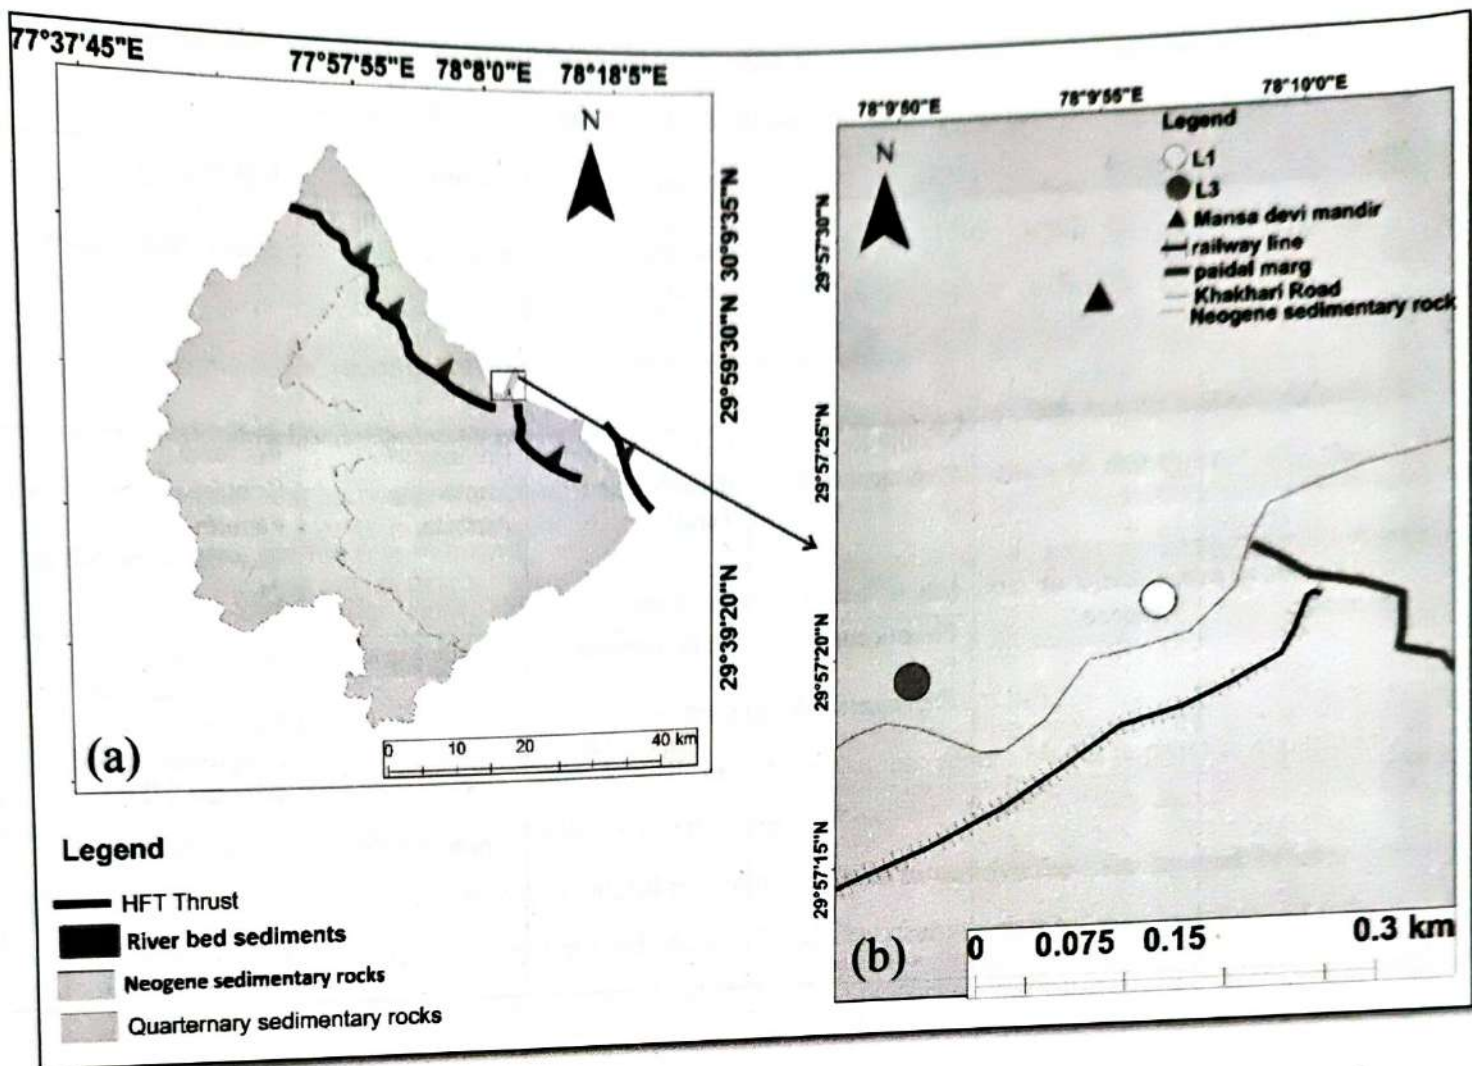 77°37'45"E
77°57'55"E 78°8'0"E 78°18'5"E
N
30°9'35"N
29°59'30"N
29°39'20"N
(a)
0 10 20 40 km
Legend
HFT Thrust
River bed sediments
Neogene sedimentary rocks
Quarternary sedimentary rocks
78°9'50"E 78°9'55"E 78°10'0"E
N
Legend
L1
L3
Mansa devi mandir
railway line
paidal marg
Khakhari Road
Neogene sedimentary rock
29°57'30"N
29°57'25"N
29°57'20"N
29°57'15"N
(b)
0 0.075 0.15 0.3 km